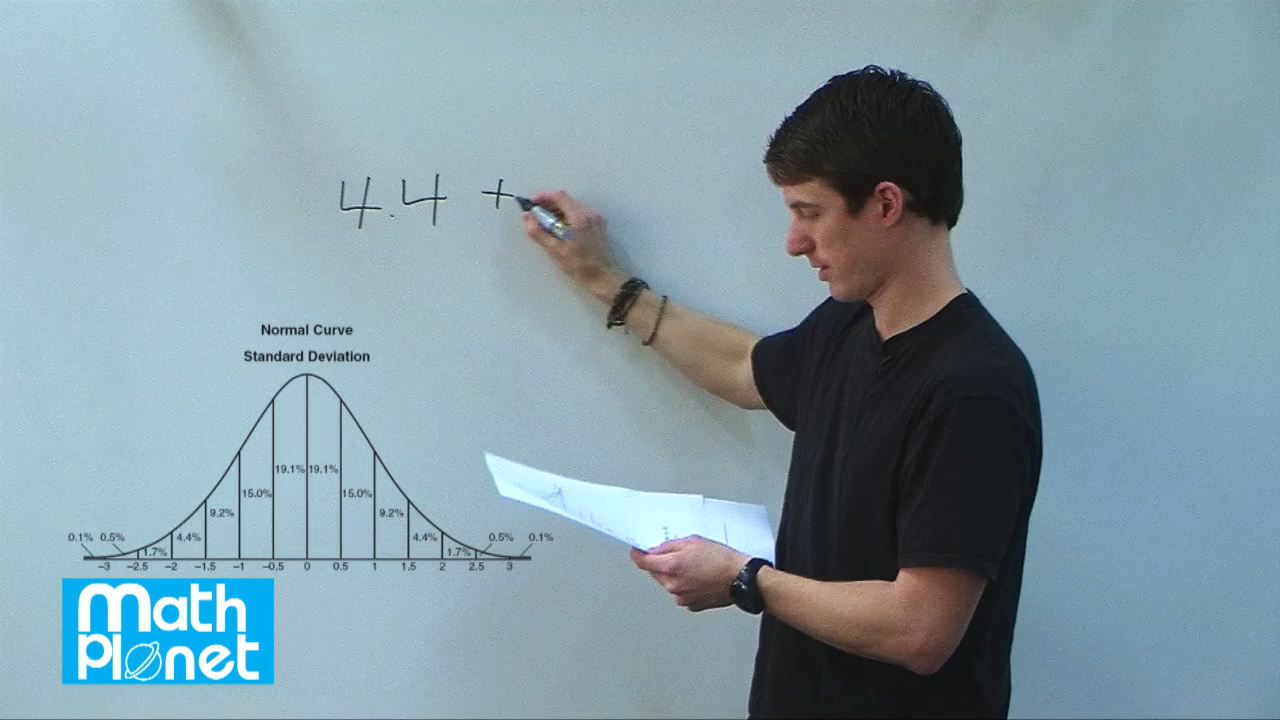 4.4 +
Normal Curve
Standard Deviation
19.1% 19.1%
15.0% 15.0%
9.2% 9.2%
0.1% 0.5% 4.4% 4.4% 0.5% 0.1%
1.7% 1.7%
−3 −2.5 −2 −1.5 −1 −0.5 0 0.5 1 1.5 2 2.5 3
Math
Planet